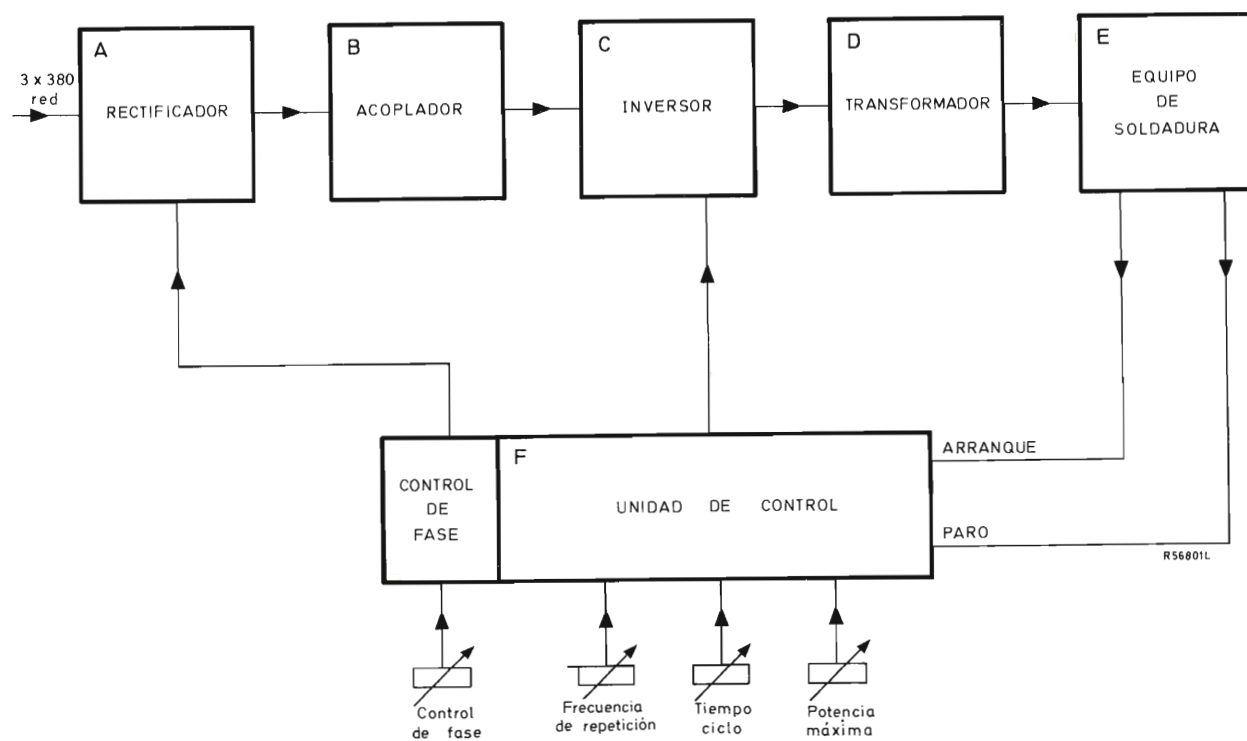 A
RECTIFICADOR
B
ACOPLADOR
C
INVERSOR
D
TRANSFORMADOR
E
EQUIPO
DE
SOLDADURA
3 x 380
red
CONTROL
DE
FASE
F
UNIDAD DE CONTROL
ARRANQUE
PARO
R56801L
Control
de fase
Frecuencia
de repetición
Tiempo
ciclo
Potencia
máxima